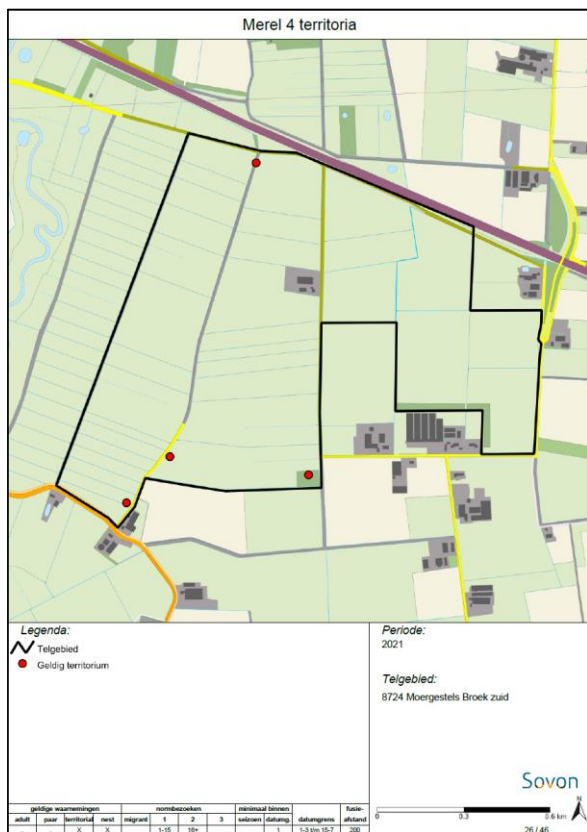 Merel 4 territoria
Legenda:
Telgebied
Geldig territorium
Periode:
2021
Telgebied:
8724 Moergestels Broek zuid
Sovon
N
0 0.3 0.6 km
26 / 46
geldige waarnemingen normbezoeken minimaal binnen fusie-
adult paar territoriaal nest migrant 1 2 3 seizoen datumg. datumgrens afstand
X X 1-15 16+ 1 1-3 t/m 15-7 200